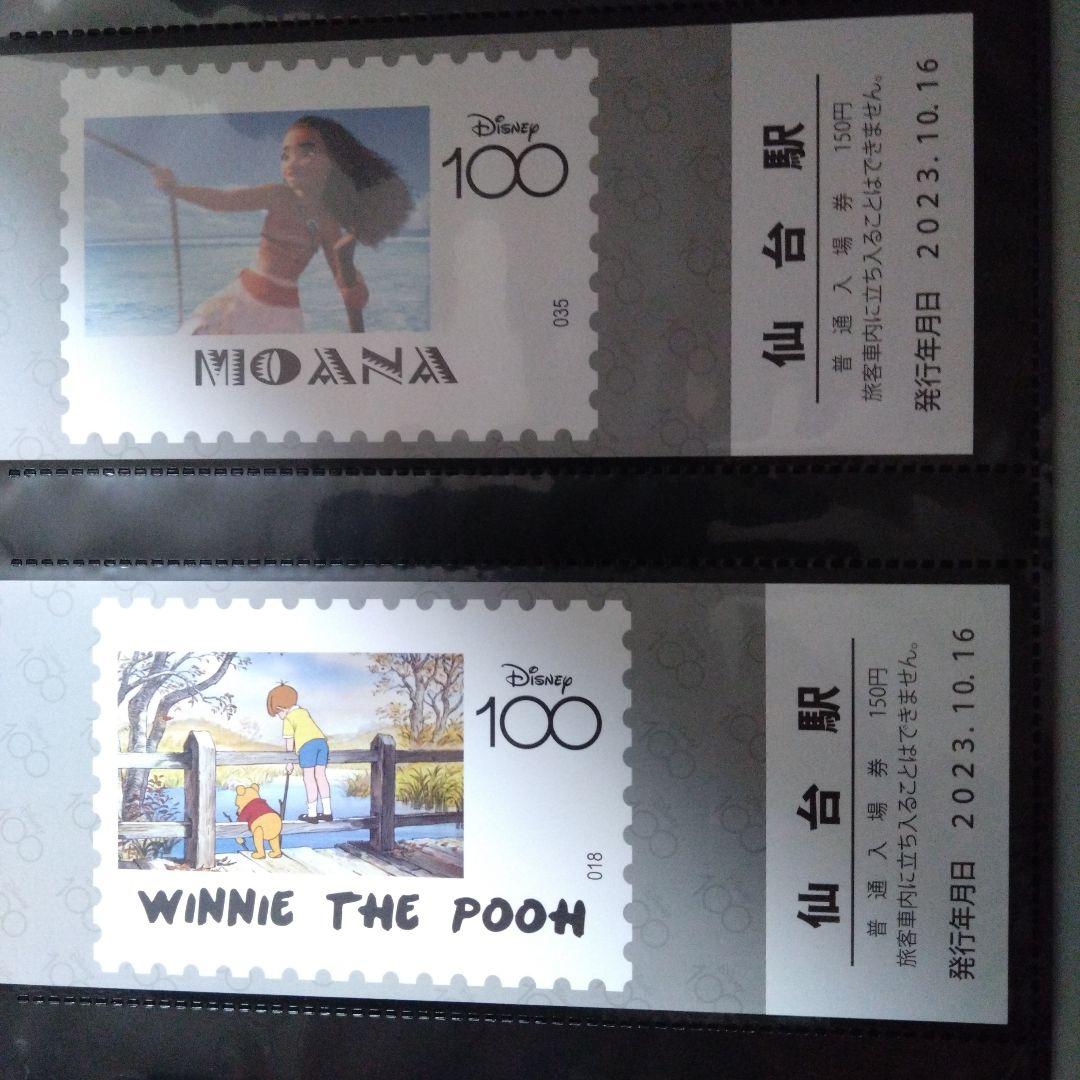 Disney
100
035
MOANA
仙台駅
普通入場券 150円
旅客車内に立ち入ることはできません。
発行年月日 2023.10.16
Disney
100
018
WINNIE THE POOH
仙台駅
普通入場券 150円
旅客車内に立ち入ることはできません。
発行年月日 2023.10.16